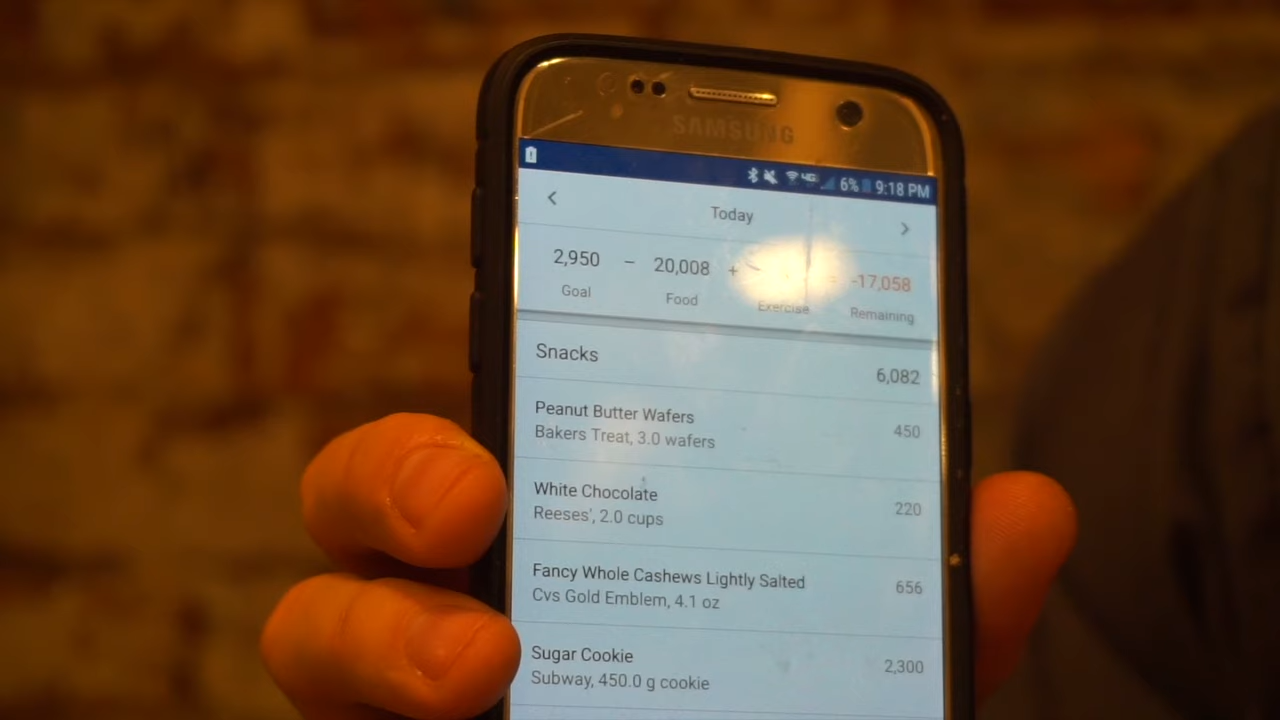 SAMSUNG
4G 6% 9:18 PM
< Today >
2,950 – 20,008 + -17,058
Goal Food Exercise Remaining
Snacks 6,082
Peanut Butter Wafers 450
Bakers Treat, 3.0 wafers
White Chocolate 220
Reeses', 2.0 cups
Fancy Whole Cashews Lightly Salted 656
Cvs Gold Emblem, 4.1 oz
Sugar Cookie 2,300
Subway, 450.0 g cookie